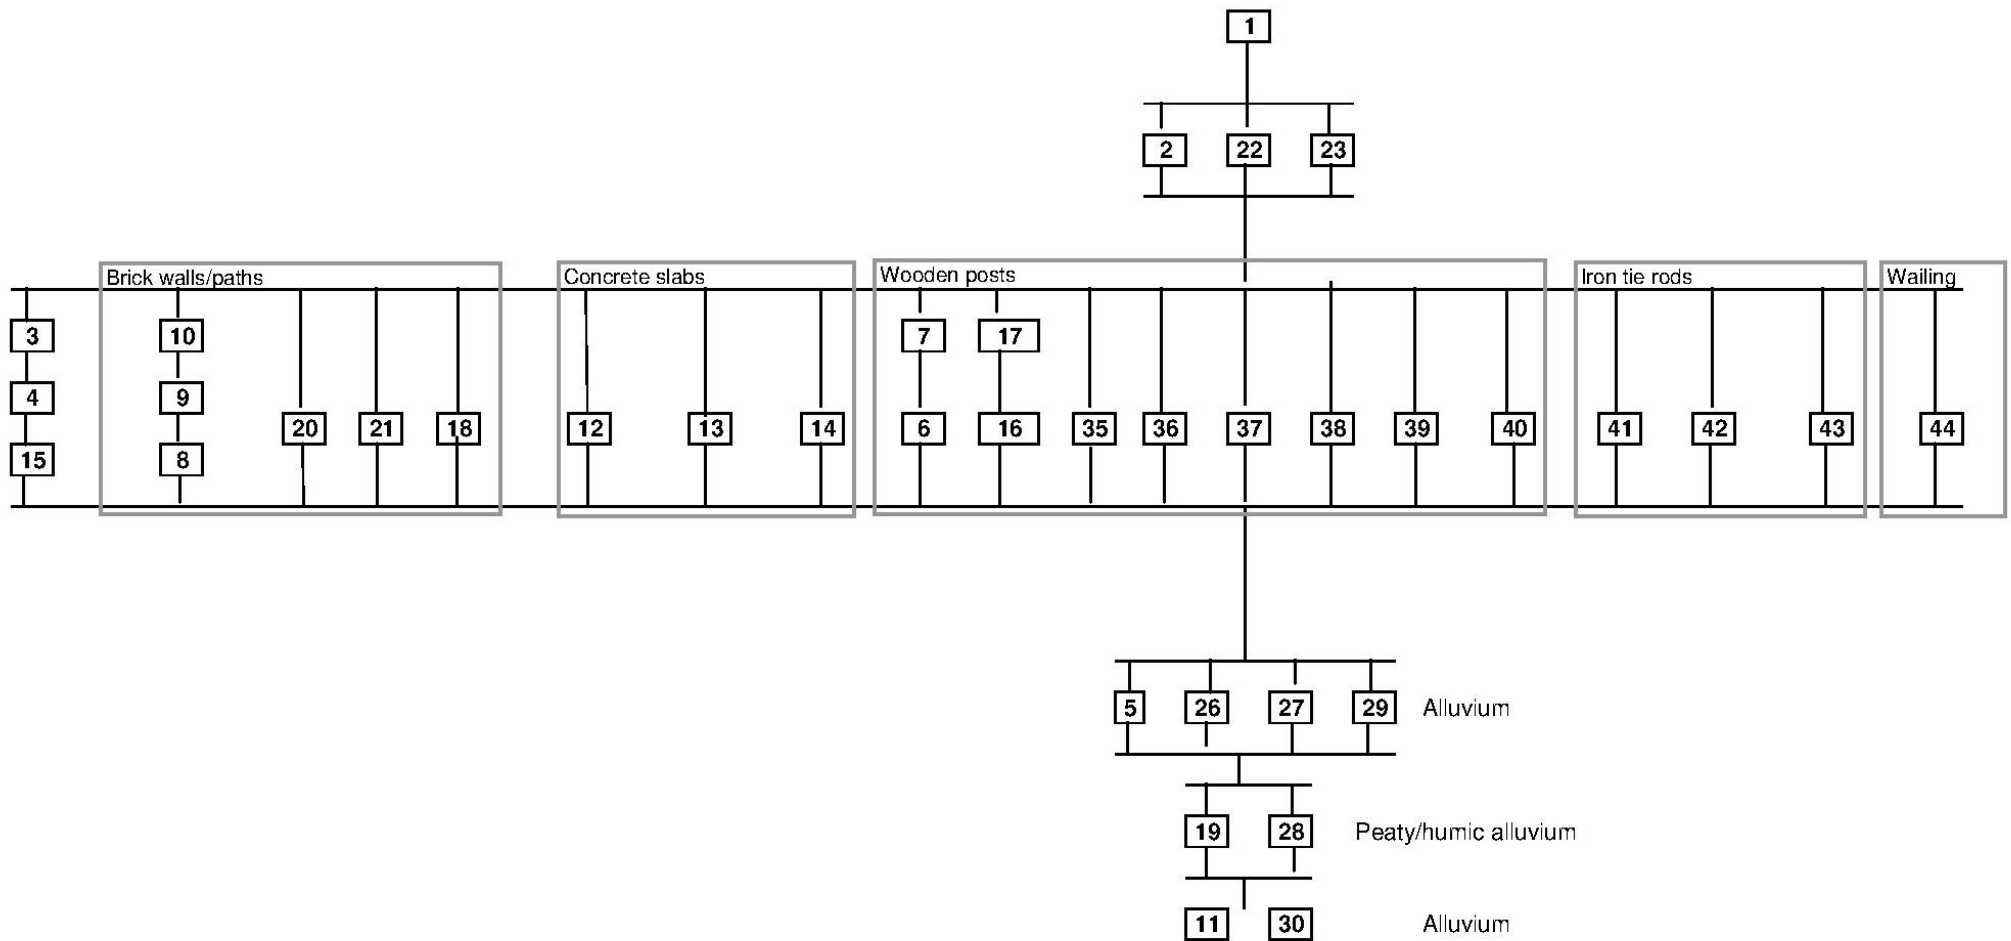 1
2 22 23
Brick walls/paths Concrete slabs Wooden posts Iron tie rods Wailing
3 10 7 17
4 9
20 21 18 12 13 14 6 16 35 36 37 38 39 40 41 42 43 44
15 8
5 26 27 29 Alluvium
19 28 Peaty/humic alluvium
11 30 Alluvium